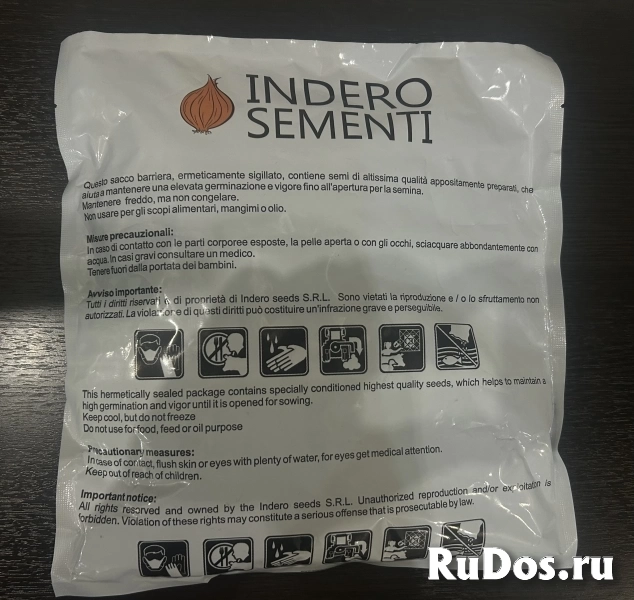 INDERO
SEMENTI
Questo sacco barriera, ermeticamente sigillato, contiene semi di altissima qualità appositamente preparati, che
aiuta a mantenere una elevata germinazione e vigore fino all'apertura per la semina.
Mantenere freddo, ma non congelare.
Non usare per gli scopi alimentari, mangimi o olio.
Misure precauzionali:
In caso di contatto con le parti corporee esposte, la pelle aperta o con gli occhi, sciacquare abbondantemente con
acqua. In casi gravi consultare un medico.
Tenere fuori dalla portata dei bambini.
Avviso importante:
Tutti i diritti riservati e di proprietà di Indero seeds S.R.L. Sono vietati la riproduzione e / o lo sfruttamento non
autorizzati. La violazione di questi diritti può costituire un'infrazione grave e perseguibile.
This hermetically sealed package contains specially conditioned highest quality seeds, which helps to maintain a
high germination and vigor until it is opened for sowing.
Keep cool, but do not freeze
Do not use for food, feed or oil purpose
Precautionary measures:
In case of contact, flush skin or eyes with plenty of water, for eyes get medical attention.
Keep out of reach of children.
Important notice:
All rights reserved and owned by the Indero seeds S.R.L. Unauthorized reproduction and/or exploitation is
forbidden. Violation of these rights may constitute a serious offense that is prosecutable by law.
RuDos.ru